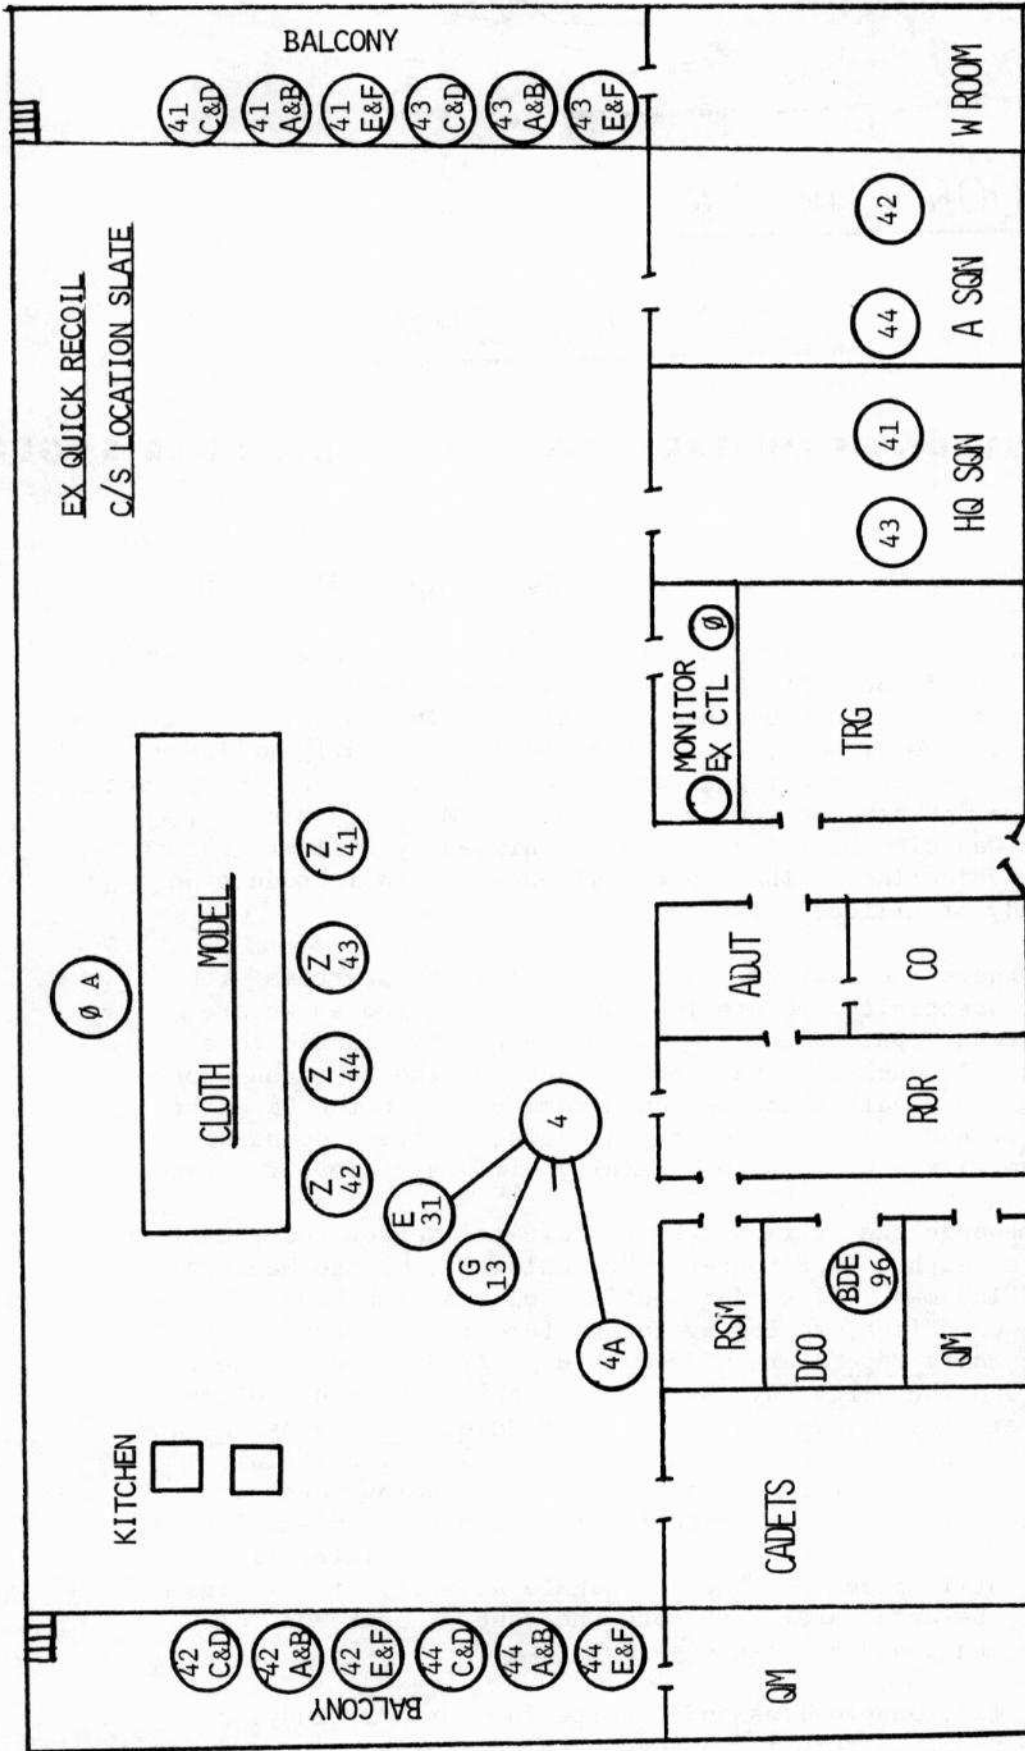 EX QUICK RECOIL
C/S LOCATION SLATE
BALCONY
41
C&D
41
A&B
41
E&F
43
C&D
43
A&B
43
E&F
W ROOM
42
44
A SQN
41
43
HQ SQN
MONITOR
EX CTL
Ø
TRG
Ø A
CLOTH MODEL
Z
41
Z
43
Z
44
Z
42
4
E
31
G
13
4A
ADJT
CO
ROR
RSM
DCO
BDE
96
QM
KITCHEN
CADETS
BALCONY
42
C&D
42
A&B
42
E&F
44
C&D
44
A&B
44
E&F
QM